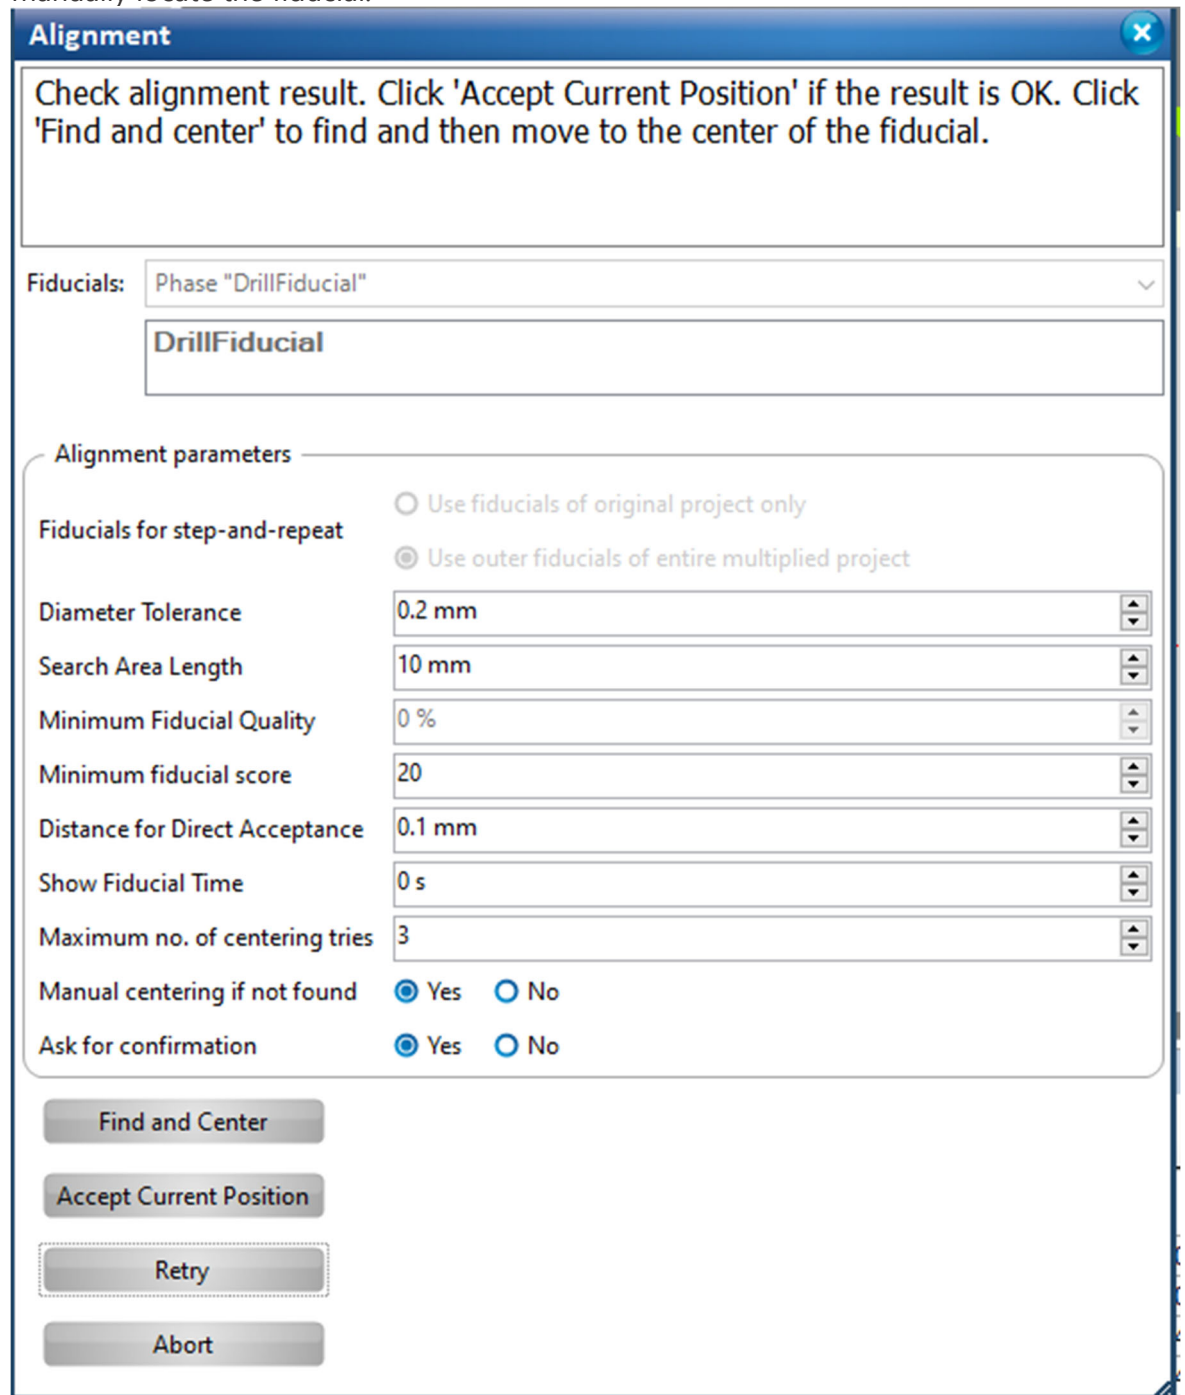 manually locate the fiducial.
Alignment
Check alignment result. Click 'Accept Current Position' if the result is OK. Click
'Find and center' to find and then move to the center of the fiducial.
Fiducials: Phase "DrillFiducial"
DrillFiducial
Alignment parameters
Fiducials for step-and-repeat
Use fiducials of original project only
Use outer fiducials of entire multiplied project
Diameter Tolerance 0.2 mm
Search Area Length 10 mm
Minimum Fiducial Quality 0 %
Minimum fiducial score 20
Distance for Direct Acceptance 0.1 mm
Show Fiducial Time 0 s
Maximum no. of centering tries 3
Manual centering if not found Yes No
Ask for confirmation Yes No
Find and Center
Accept Current Position
Retry
Abort